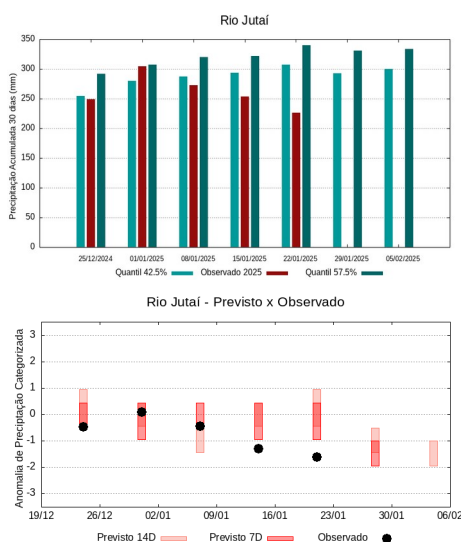 Rio Jutaí
Precipitação Acumulada 30 dias (mm)
350
300
250
200
150
100
50
0
25/12/2024 01/01/2025 08/01/2025 15/01/2025 22/01/2025 29/01/2025 05/02/2025
Quantil 42.5% Observado 2025 Quantil 57.5%
Rio Jutaí - Previsto x Observado
Anomalia de Precipitação Categorizada
3
2
1
0
-1
-2
-3
19/12 26/12 02/01 09/01 16/01 23/01 30/01 06/02
Previsto 14D Previsto 7D Observado